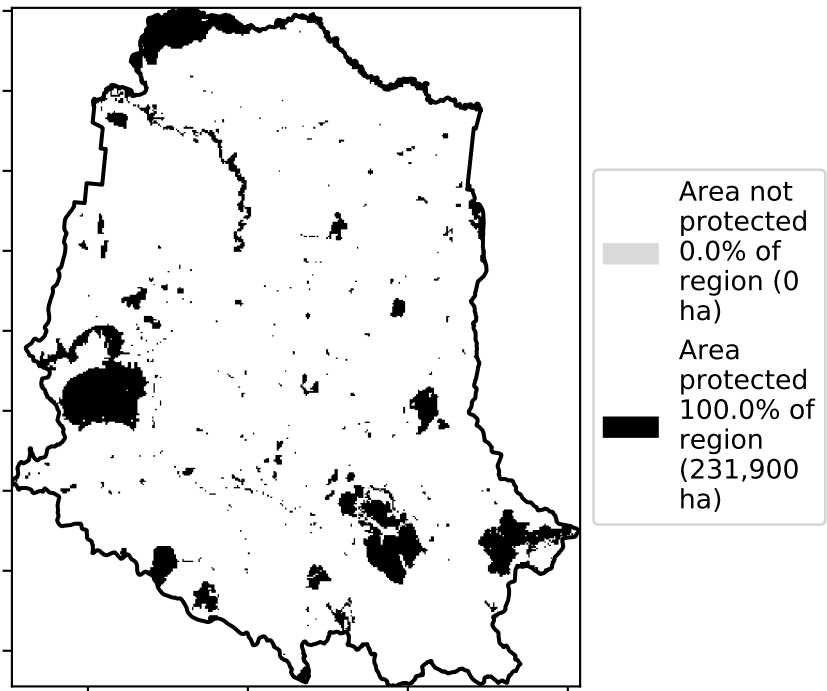 Area not
protected
0.0% of
region (0
ha)
Area
protected
100.0% of
region
(231,900
ha)